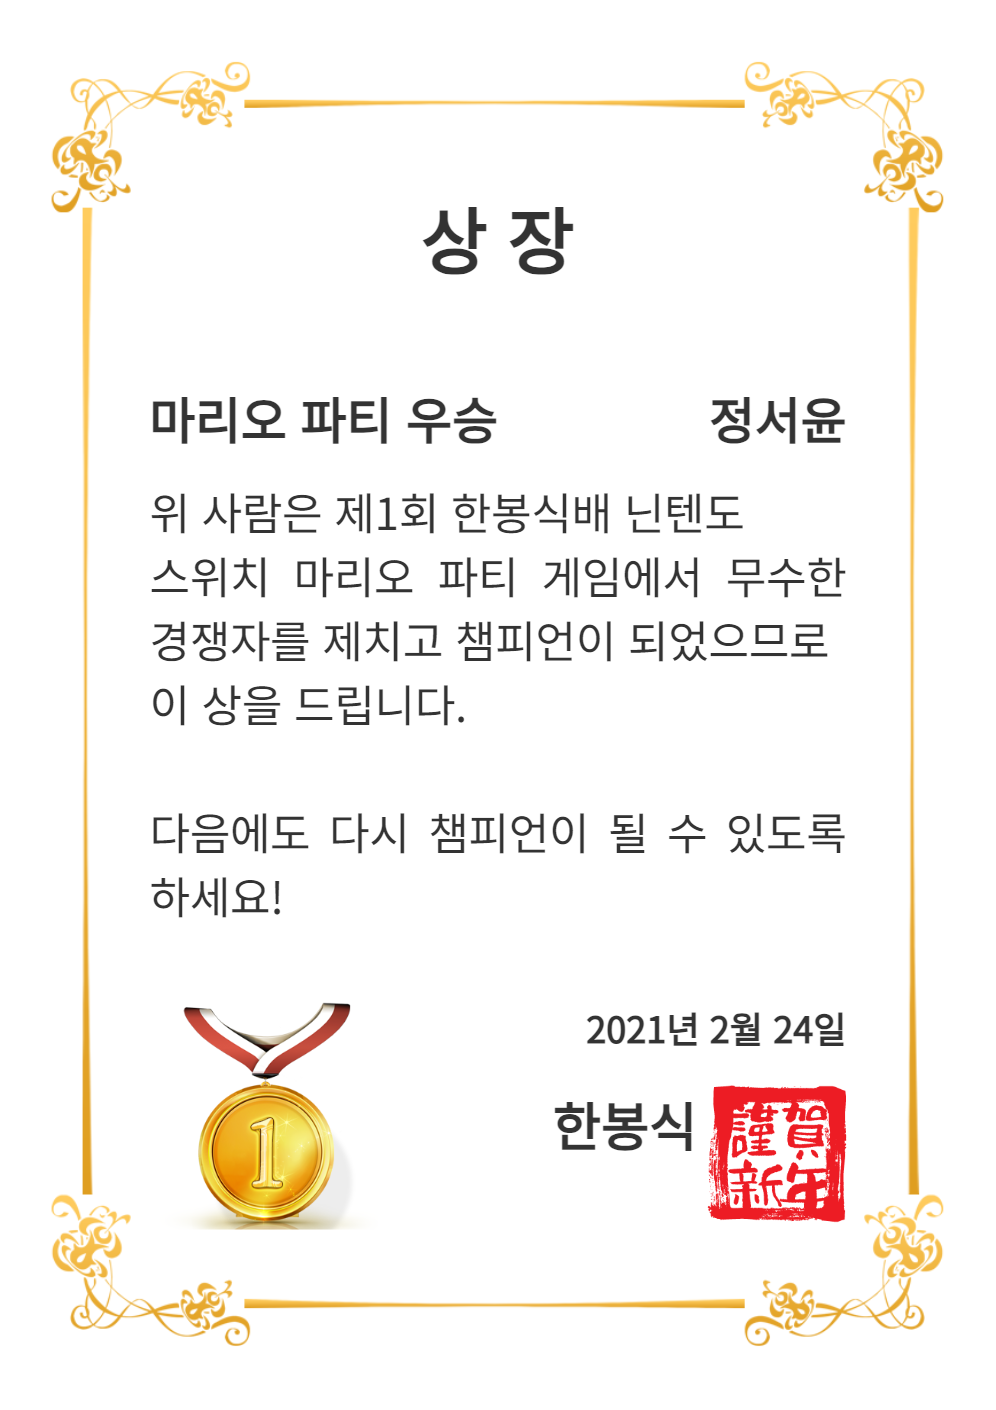 상 장
마리오 파티 우승 정서윤
위 사람은 제1회 한봉식배 닌텐도
스위치 마리오 파티 게임에서 무수한
경쟁자를 제치고 챔피언이 되었으므로
이 상을 드립니다.
다음에도 다시 챔피언이 될 수 있도록
하세요!
2021년 2월 24일
1
한봉식
謹賀
新年